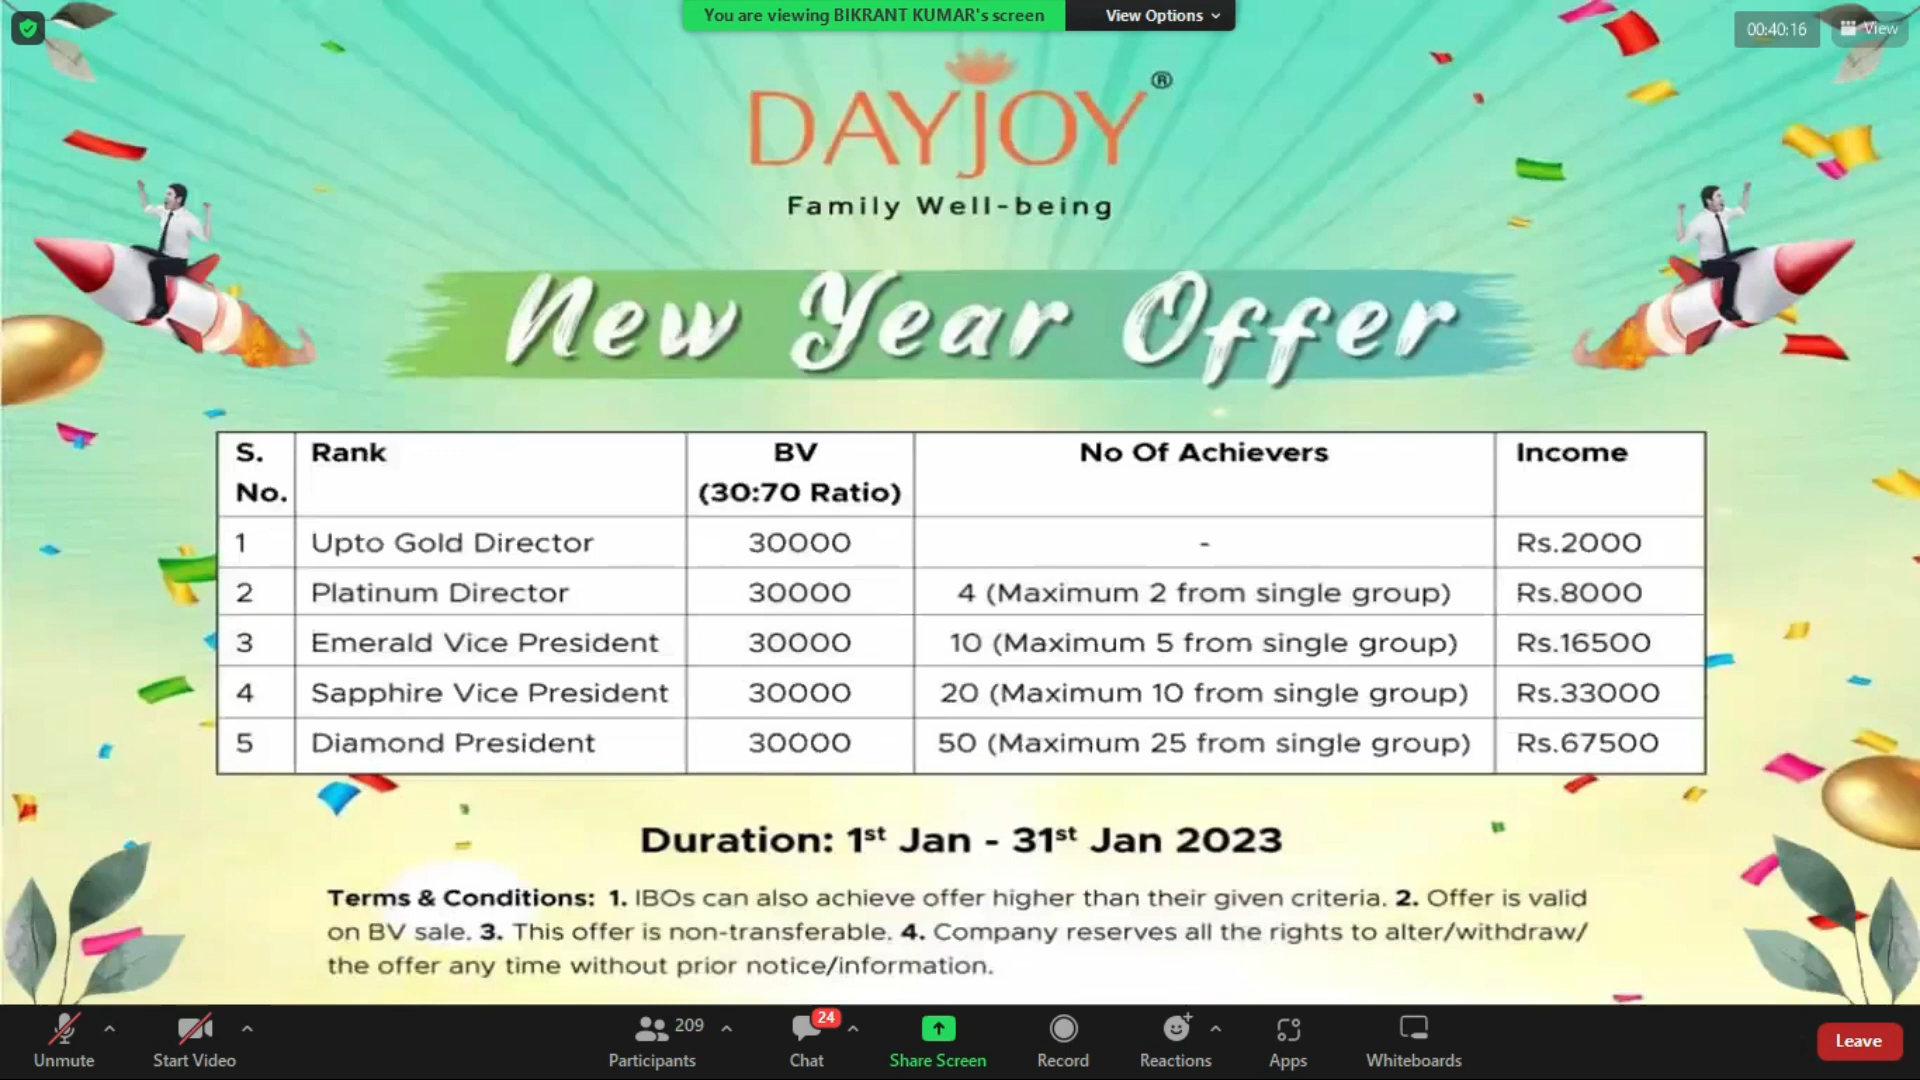 You are viewing BIKRANT KUMAR's screen
View Options
00:40:16
View
DAYJOY®
Family Well-being
New Year Offer
S. No. Rank BV (30:70 Ratio) No Of Achievers Income
1 Upto Gold Director 30000 - Rs.2000
2 Platinum Director 30000 4 (Maximum 2 from single group) Rs.8000
3 Emerald Vice President 30000 10 (Maximum 5 from single group) Rs.16500
4 Sapphire Vice President 30000 20 (Maximum 10 from single group) Rs.33000
5 Diamond President 30000 50 (Maximum 25 from single group) Rs.67500
Duration: 1st Jan - 31st Jan 2023
Terms & Conditions: 1. IBOs can also achieve offer higher than their given criteria. 2. Offer is valid
on BV sale. 3. This offer is non-transferable. 4. Company reserves all the rights to alter/withdraw/
the offer any time without prior notice/information.
Unmute
Start Video
209
Participants
24
Chat
Share Screen
Record
Reactions
Apps
Whiteboards
Leave